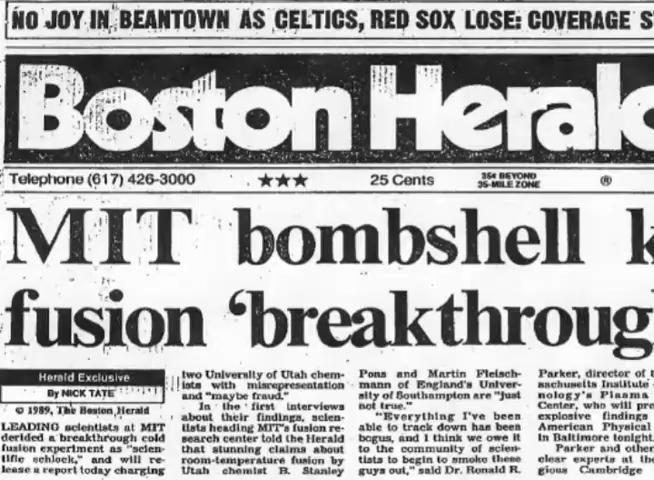 NO JOY IN BEANTOWN AS CELTICS, RED SOX LOSE: COVERAGE S
Boston Heral
Telephone (617) 426-3000 ★★★ 25 Cents 35¢ BEYOND
35-MILE ZONE ®
MIT bombshell k
fusion ‘breakthroug
Herald Exclusive
By NICK TATE
© 1989, The Boston Herald
LEADING scientists at MIT
derided a breakthrough cold
fusion experiment as "scien-
tific schlock," and will re-
lease a report today charging
two University of Utah chem-
ists with misrepresentation
and "maybe fraud."
In the first interviews
about their findings, scien-
tists heading MIT's fusion re-
search center told the Herald
that stunning claims about
room-temperature fusion by
Utah chemist B. Stanley
Pons and Martin Fleisch-
mann of England's Univer-
sity of Southampton are "just
not true."
"Everything I've been
able to track down has been
bogus, and I think we owe it
to the community of scien-
tists to begin to smoke these
guys out," said Dr. Ronald R.
Parker, director of t
sachusetts Institute
nology's Plasma
Center, who will pre
explosive findings
American Physical
in Baltimore tonight.
Parker and other
clear experts at the
gious Cambridge